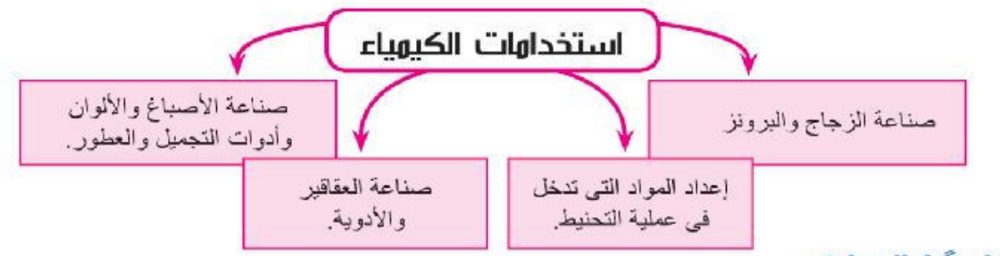 استخدامات الكيمياء
صناعة الزجاج والبرونز
إعداد المواد التى تدخل
فى عملية التحنيط.
صناعة العقاقير
والأدوية.
صناعة الأصباغ والألوان
وأدوات التجميل والعطور.